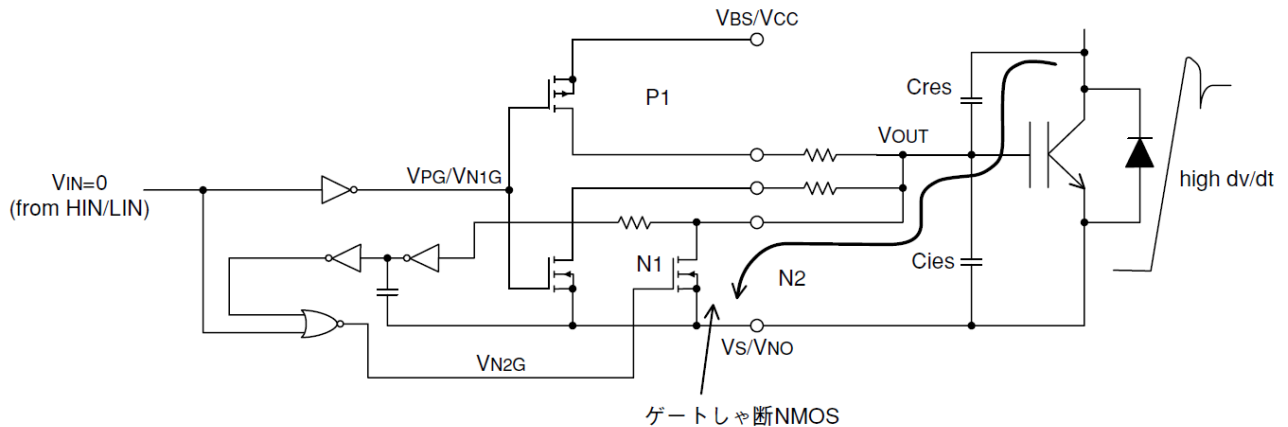 VBS/VCC
P1
Cres
VOUT
VIN=0
(from HIN/LIN)
VPG/VN1G
high dv/dt
N1
N2
Cies
VS/VNO
VN2G
ゲートしゃ断NMOS